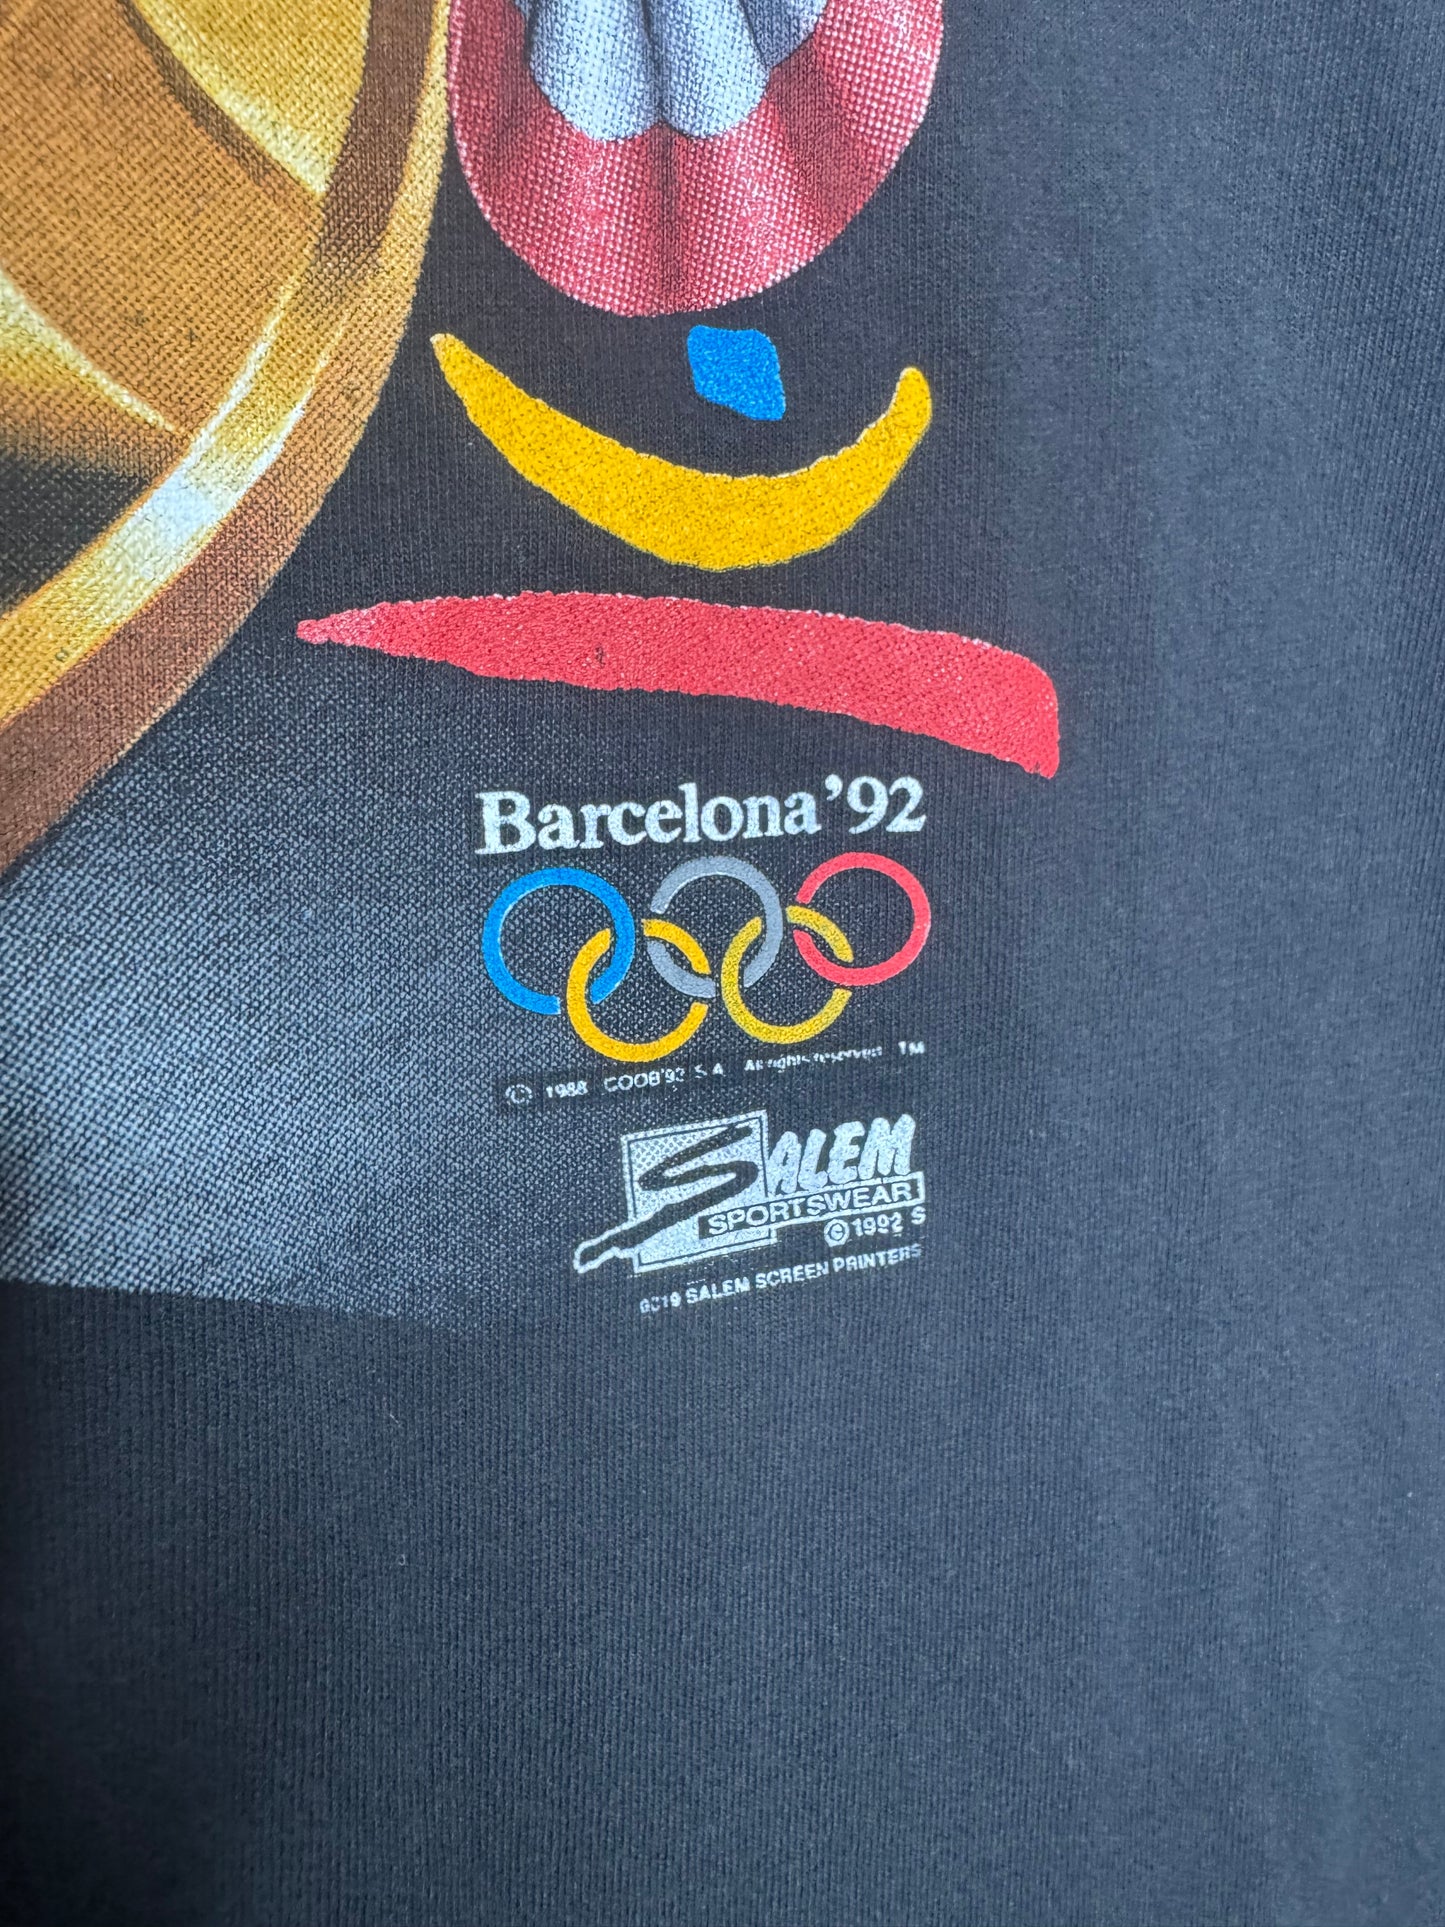 Barcelona ’92
© 1988 COOB'92 S.A. All rights reserved TM
SALEM
SPORTSWEAR
© 1992 S
SALEM SCREEN PRINTERS